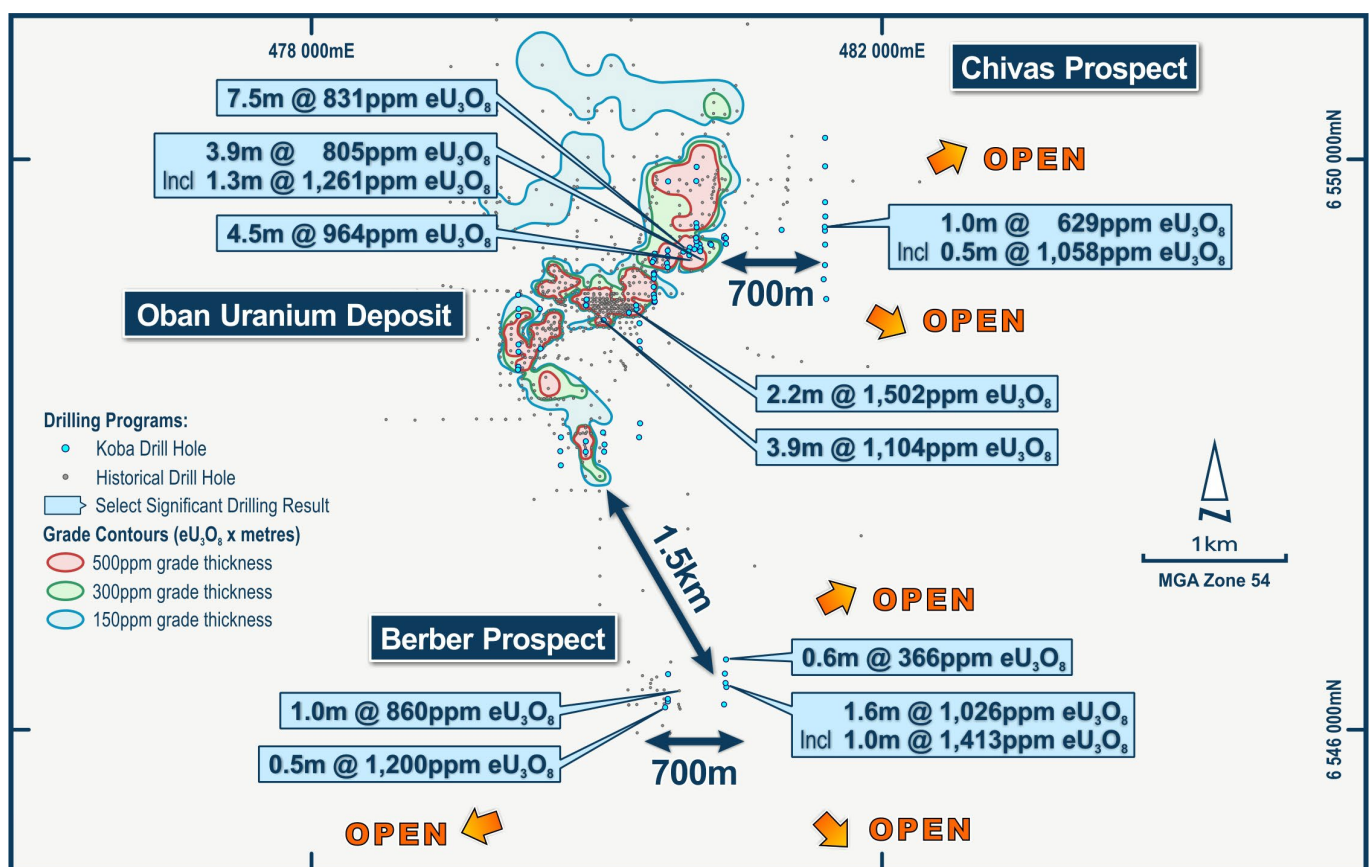 478 000mE
482 000mE
Chivas Prospect
7.5m @ 831ppm eU₃O₈
3.9m @ 805ppm eU₃O₈
Incl 1.3m @ 1,261ppm eU₃O₈
4.5m @ 964ppm eU₃O₈
6 550 000mN
OPEN
1.0m @ 629ppm eU₃O₈
Incl 0.5m @ 1,058ppm eU₃O₈
700m
Oban Uranium Deposit
OPEN
2.2m @ 1,502ppm eU₃O₈
3.9m @ 1,104ppm eU₃O₈
Drilling Programs:
Koba Drill Hole
Historical Drill Hole
Select Significant Drilling Result
Grade Contours (eU₃O₈ x metres)
500ppm grade thickness
300ppm grade thickness
150ppm grade thickness
N
1km
MGA Zone 54
1.5km
OPEN
Berber Prospect
0.6m @ 366ppm eU₃O₈
1.0m @ 860ppm eU₃O₈
1.6m @ 1,026ppm eU₃O₈
Incl 1.0m @ 1,413ppm eU₃O₈
0.5m @ 1,200ppm eU₃O₈
700m
6 546 000mN
OPEN
OPEN